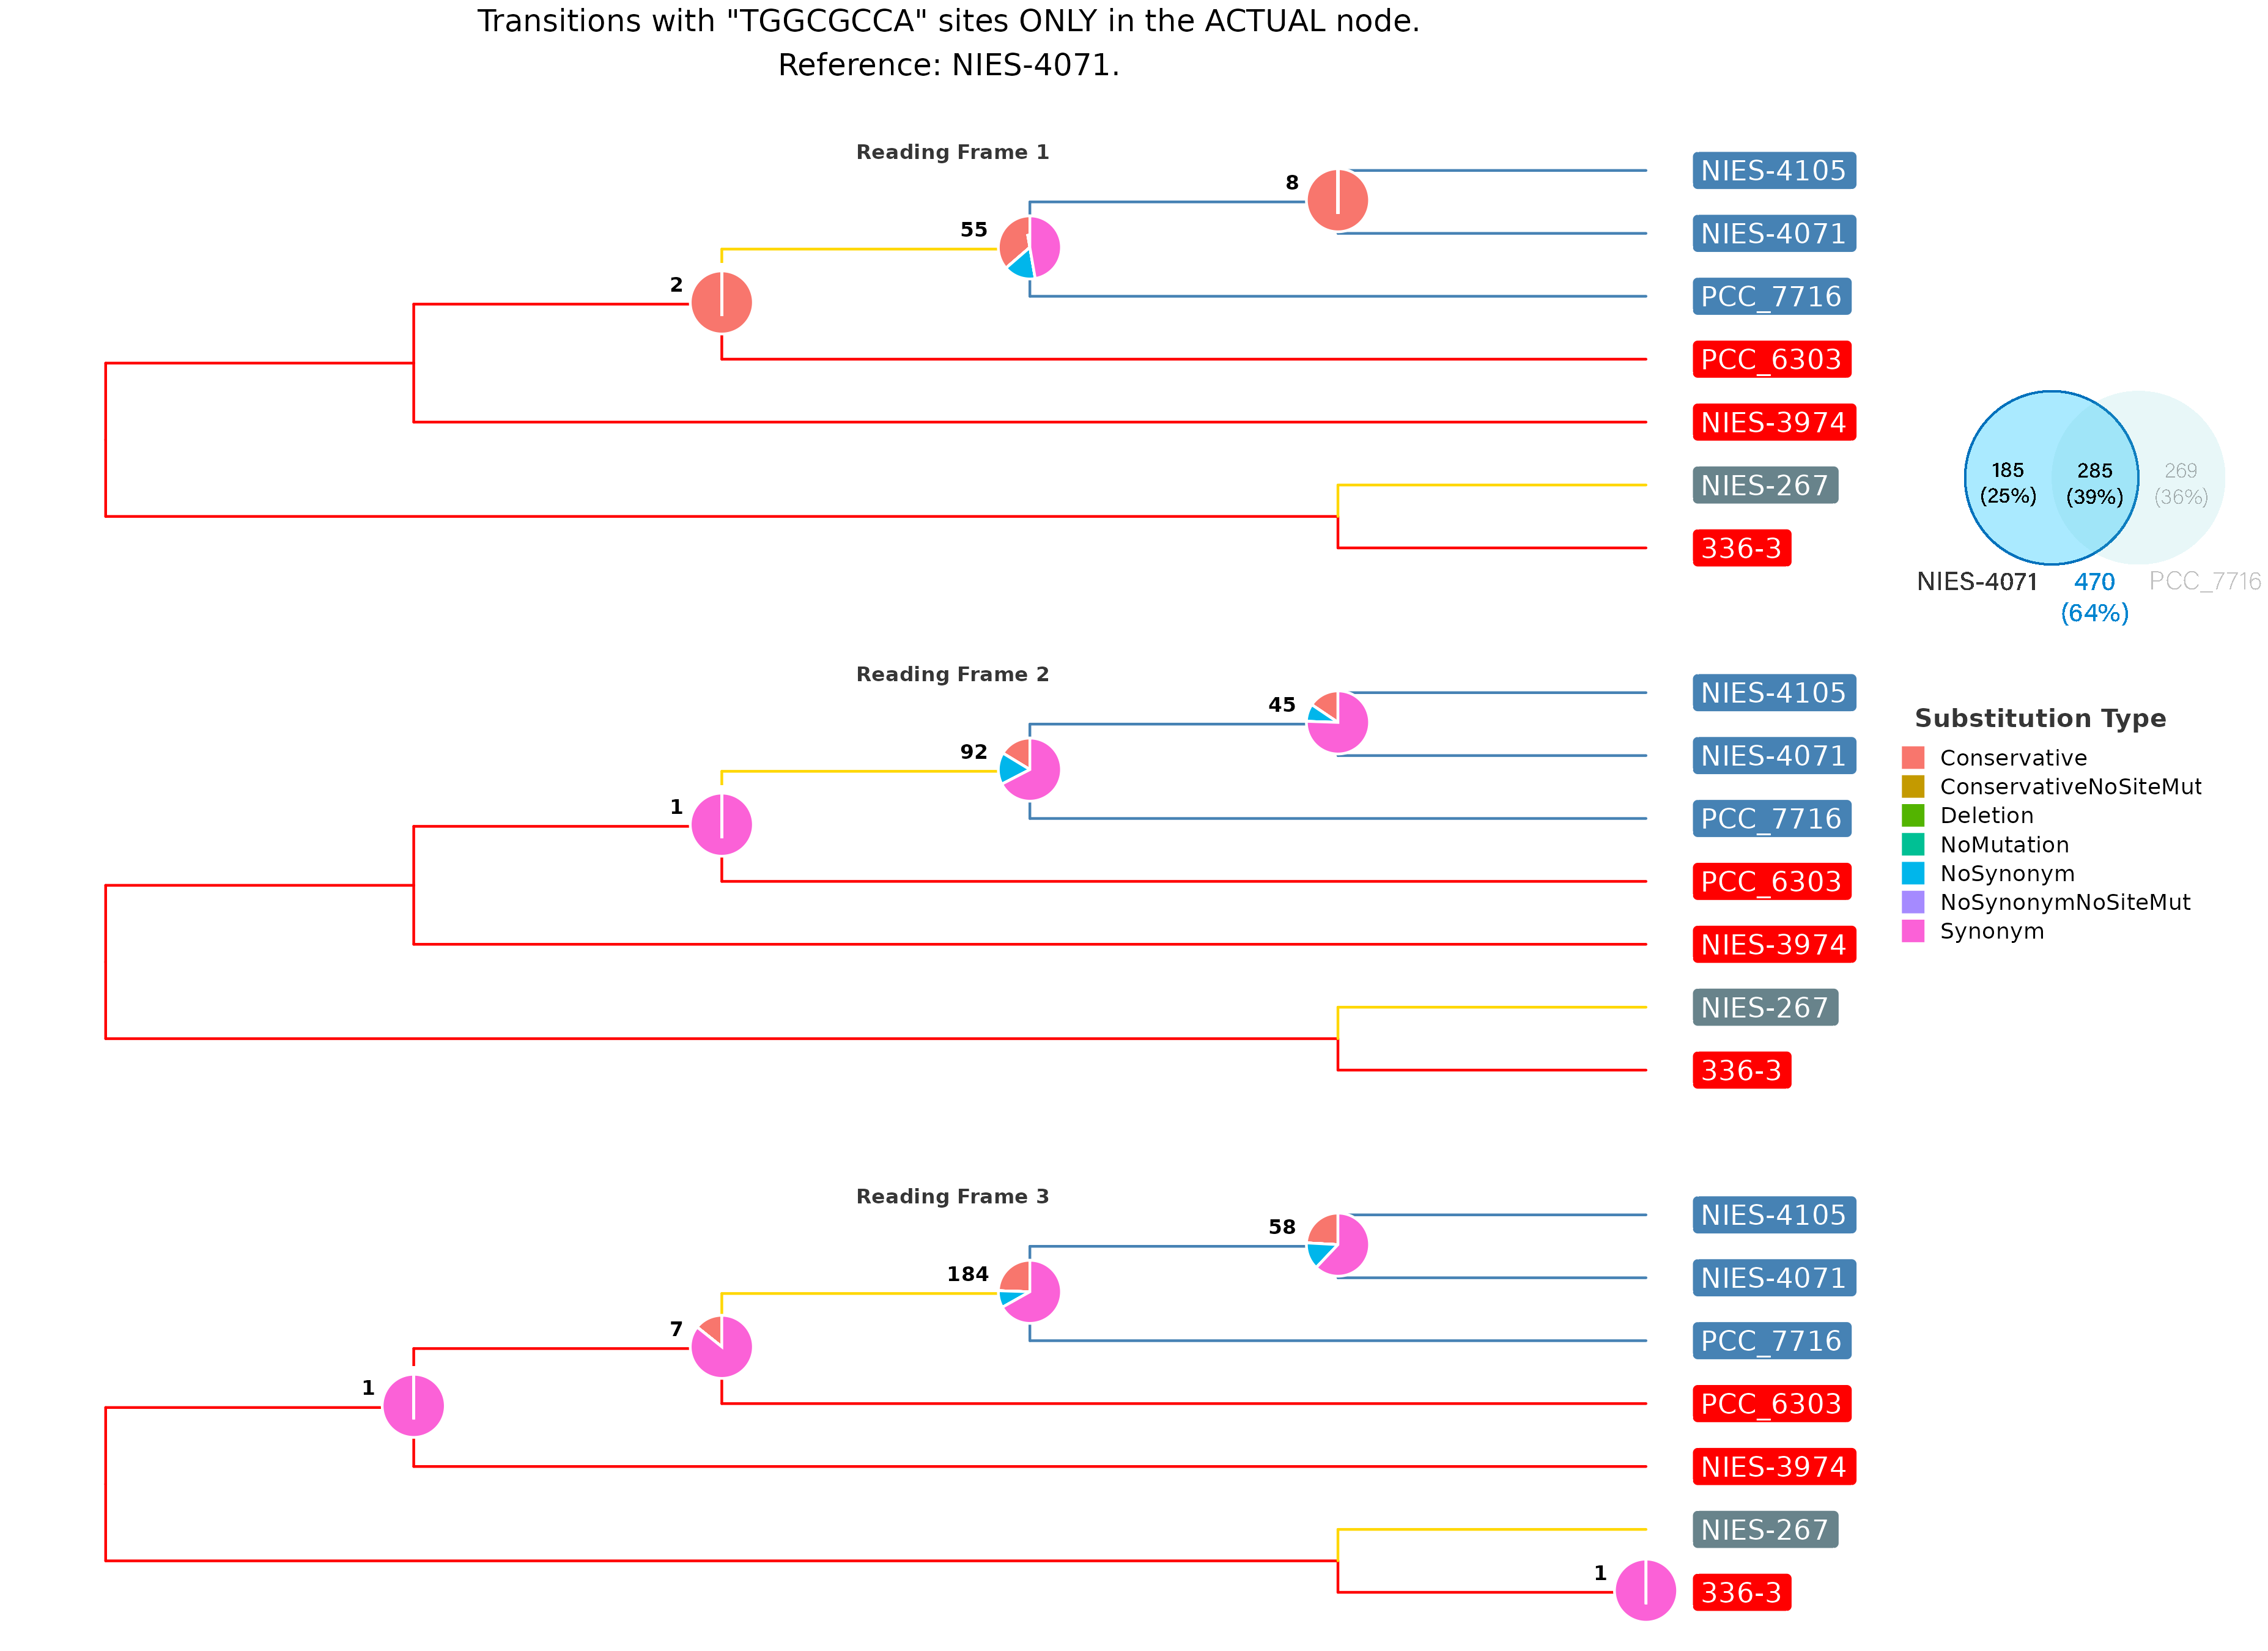 Transitions with "TGGCGCCA" sites ONLY in the ACTUAL node.
Reference: NIES-4071.
Reading Frame 1
8
55
2
NIES-4105
NIES-4071
PCC_7716
PCC_6303
NIES-3974
NIES-267
336-3
185
(25%)
285
(39%)
269
(36%)
NIES-4071
470
(64%)
PCC_7716
Reading Frame 2
45
92
1
NIES-4105
NIES-4071
PCC_7716
PCC_6303
NIES-3974
NIES-267
336-3
Substitution Type
Conservative
ConservativeNoSiteMut
Deletion
NoMutation
NoSynonym
NoSynonymNoSiteMut
Synonym
Reading Frame 3
58
184
7
1
1
NIES-4105
NIES-4071
PCC_7716
PCC_6303
NIES-3974
NIES-267
336-3